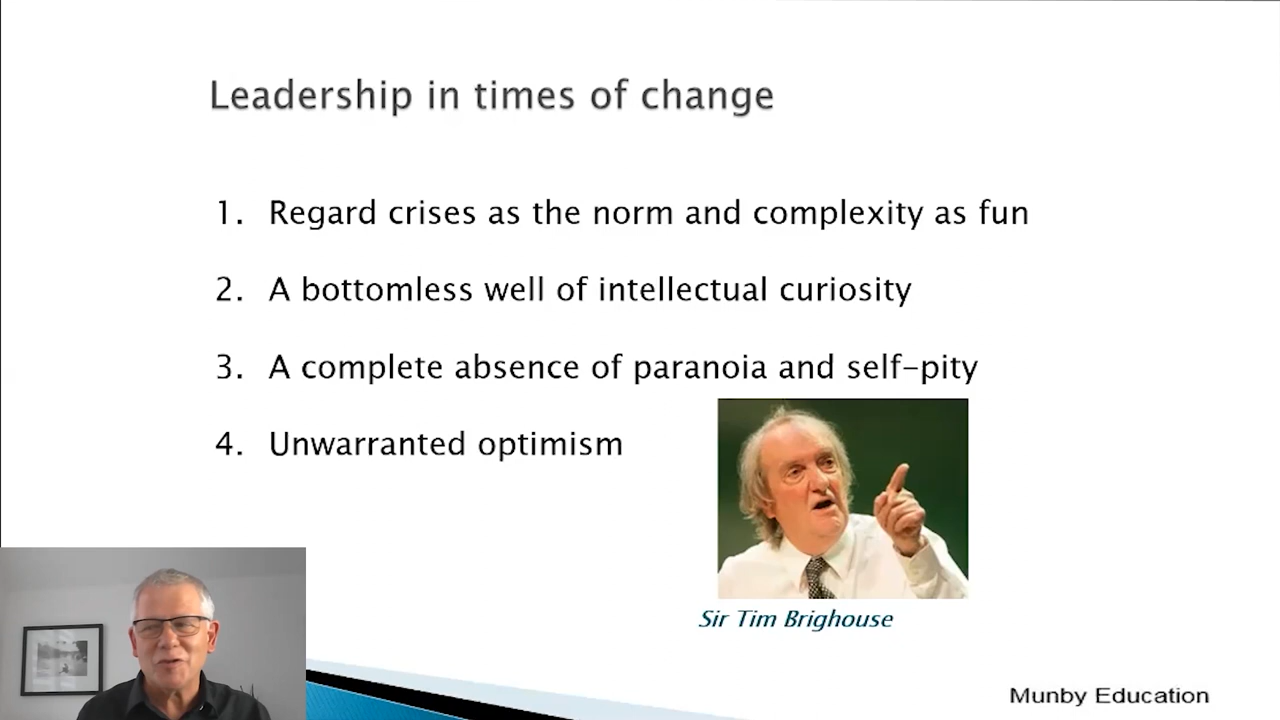 Leadership in times of change
1. Regard crises as the norm and complexity as fun
2. A bottomless well of intellectual curiosity
3. A complete absence of paranoia and self-pity
4. Unwarranted optimism
Sir Tim Brighouse
Munby Education